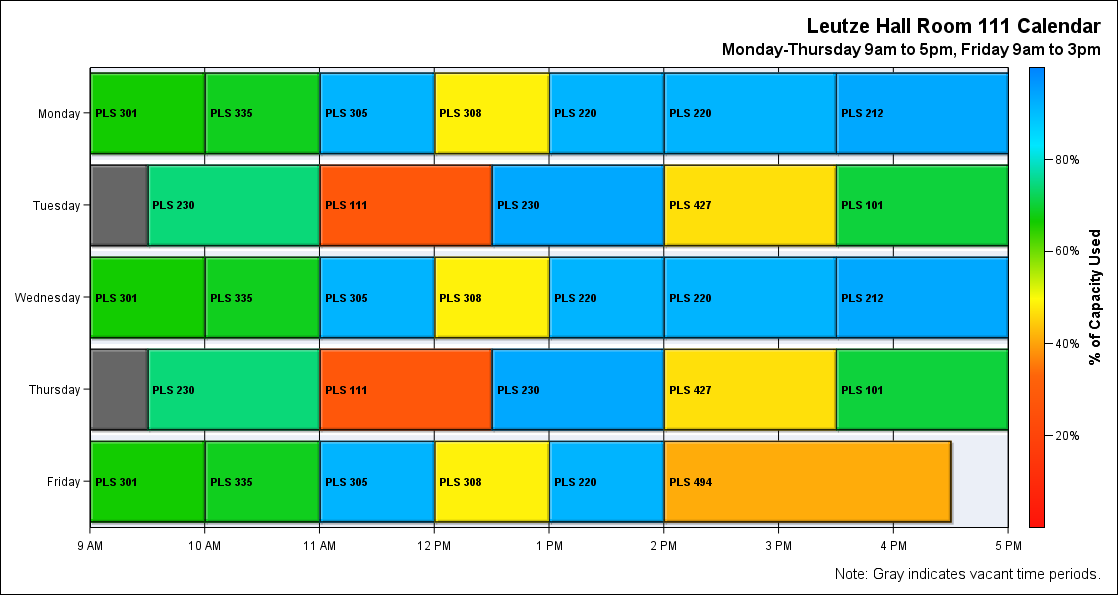 Leutze Hall Room 111 Calendar
Monday-Thursday 9am to 5pm, Friday 9am to 3pm
Monday PLS 301 PLS 335 PLS 305 PLS 308 PLS 220 PLS 220 PLS 212
Tuesday PLS 230 PLS 111 PLS 230 PLS 427 PLS 101
Wednesday PLS 301 PLS 335 PLS 305 PLS 308 PLS 220 PLS 220 PLS 212
Thursday PLS 230 PLS 111 PLS 230 PLS 427 PLS 101
Friday PLS 301 PLS 335 PLS 305 PLS 308 PLS 220 PLS 494
9 AM 10 AM 11 AM 12 PM 1 PM 2 PM 3 PM 4 PM 5 PM
80%
60%
40%
20%
% of Capacity Used
Note: Gray indicates vacant time periods.